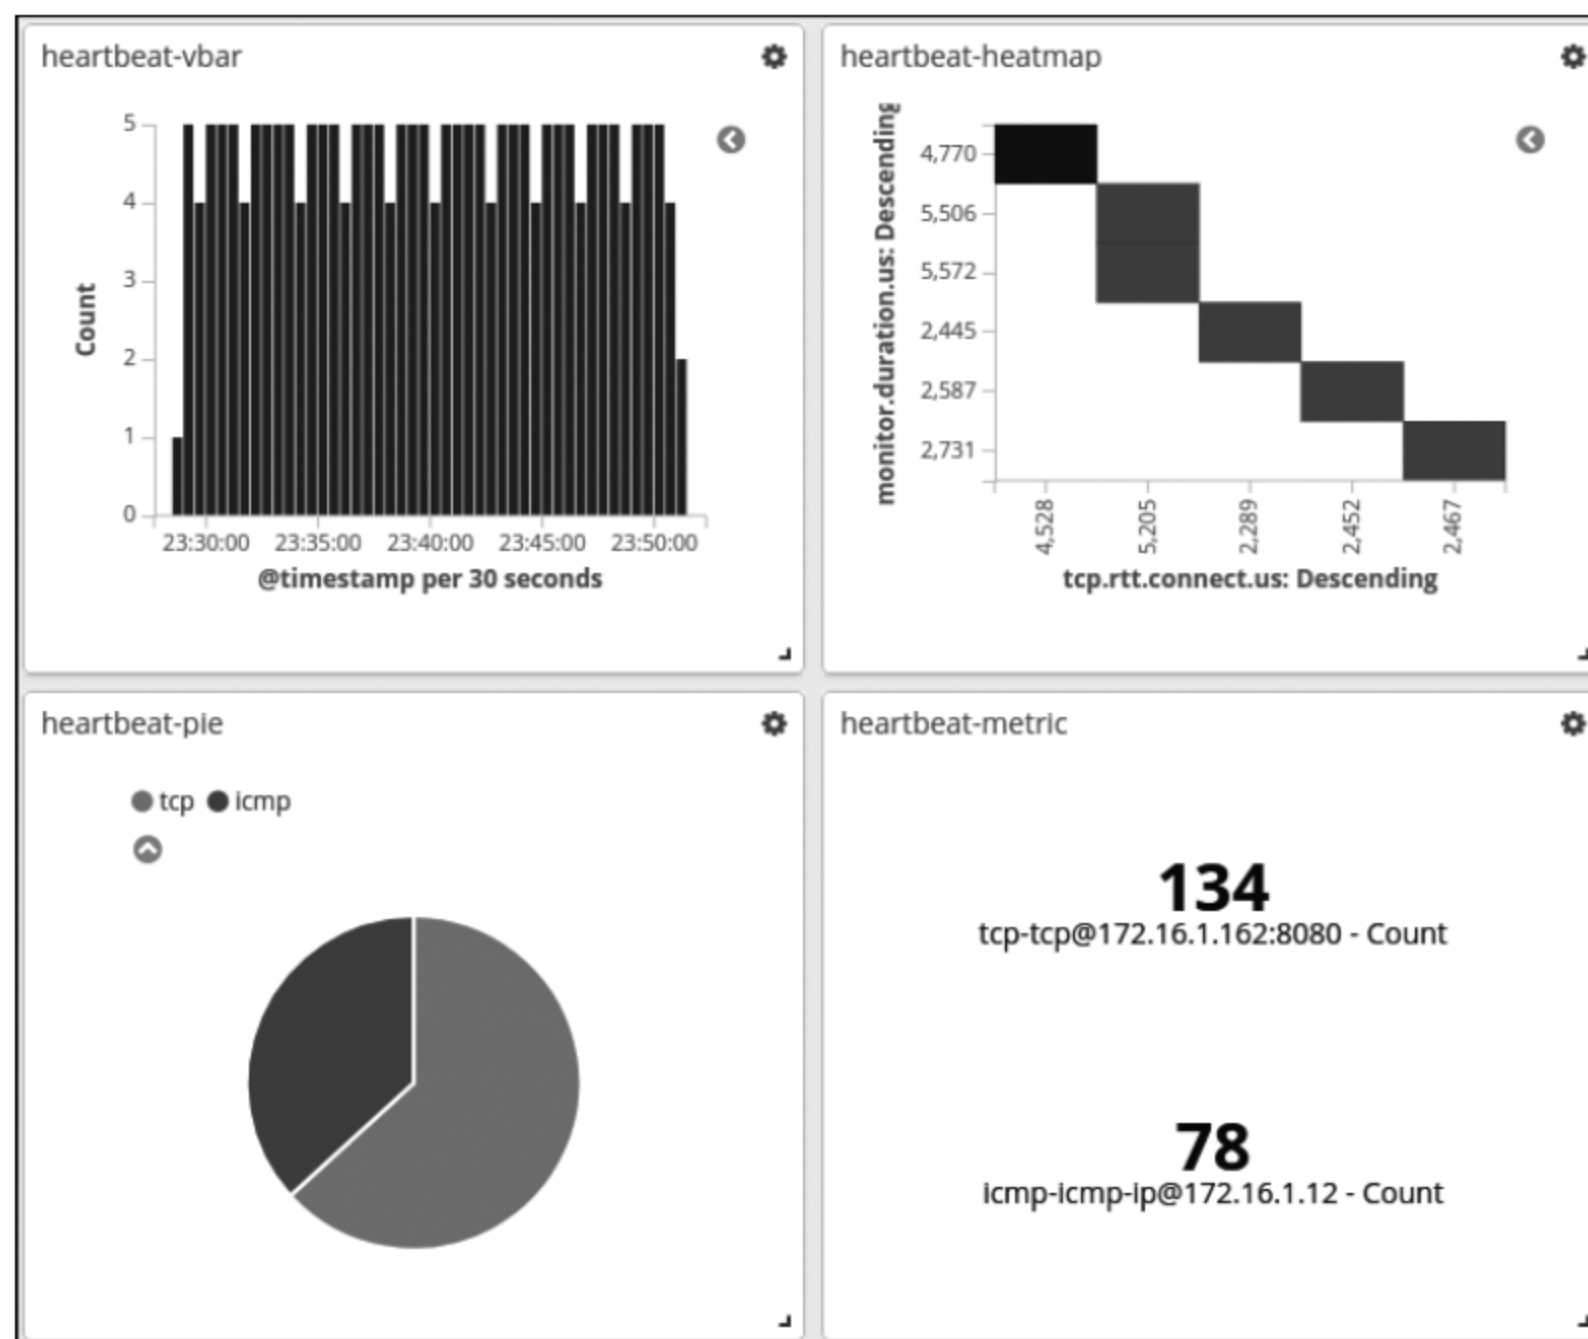 heartbeat-vbar
5
4
3
2
1
0
Count
23:30:00 23:35:00 23:40:00 23:45:00 23:50:00
@timestamp per 30 seconds
heartbeat-heatmap
monitor.duration.us: Descending
4,770
5,506
5,572
2,445
2,587
2,731
4,528 5,205 2,289 2,452 2,467
tcp.rtt.connect.us: Descending
heartbeat-pie
tcp icmp
heartbeat-metric
134
tcp-tcp@172.16.1.162:8080 - Count
78
icmp-icmp-ip@172.16.1.12 - Count